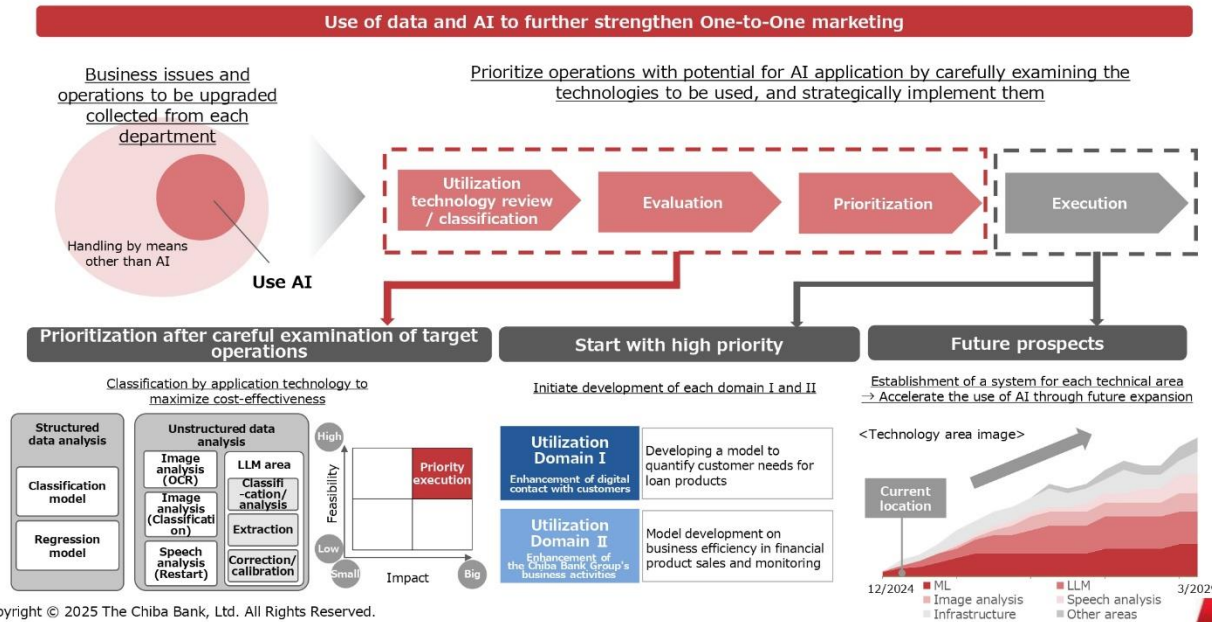 Use of data and AI to further strengthen One-to-One marketing
Business issues and
operations to be upgraded
collected from each
department
Handling by means
other than AI
Use AI
Prioritize operations with potential for AI application by carefully examining the
technologies to be used, and strategically implement them
Utilization
technology review
/ classification
Evaluation
Prioritization
Execution
Prioritization after careful examination of target
operations
Classification by application technology to
maximize cost-effectiveness
Structured
data analysis
Classification
model
Regression
model
Unstructured data
analysis
Image
analysis
(OCR)
Image
analysis
(Classificati
on)
Speech
analysis
(Restart)
LLM area
Classifi
-cation/
analysis
Extraction
Correction/
calibration
High
Feasibility
Low
Small
Impact
Big
Priority
execution
Start with high priority
Initiate development of each domain I and II
Utilization
Domain I
Enhancement of digital
contact with customers
Developing a model to
quantify customer needs for
loan products
Utilization
Domain II
Enhancement of
the Chiba Bank Group's
business activities
Model development on
business efficiency in financial
product sales and monitoring
Future prospects
Establishment of a system for each technical area
→ Accelerate the use of AI through future expansion
<Technology area image>
Current
location
12/2024
3/2029
ML
LLM
Image analysis
Speech analysis
Infrastructure
Other areas
opyright © 2025 The Chiba Bank, Ltd. All Rights Reserved.